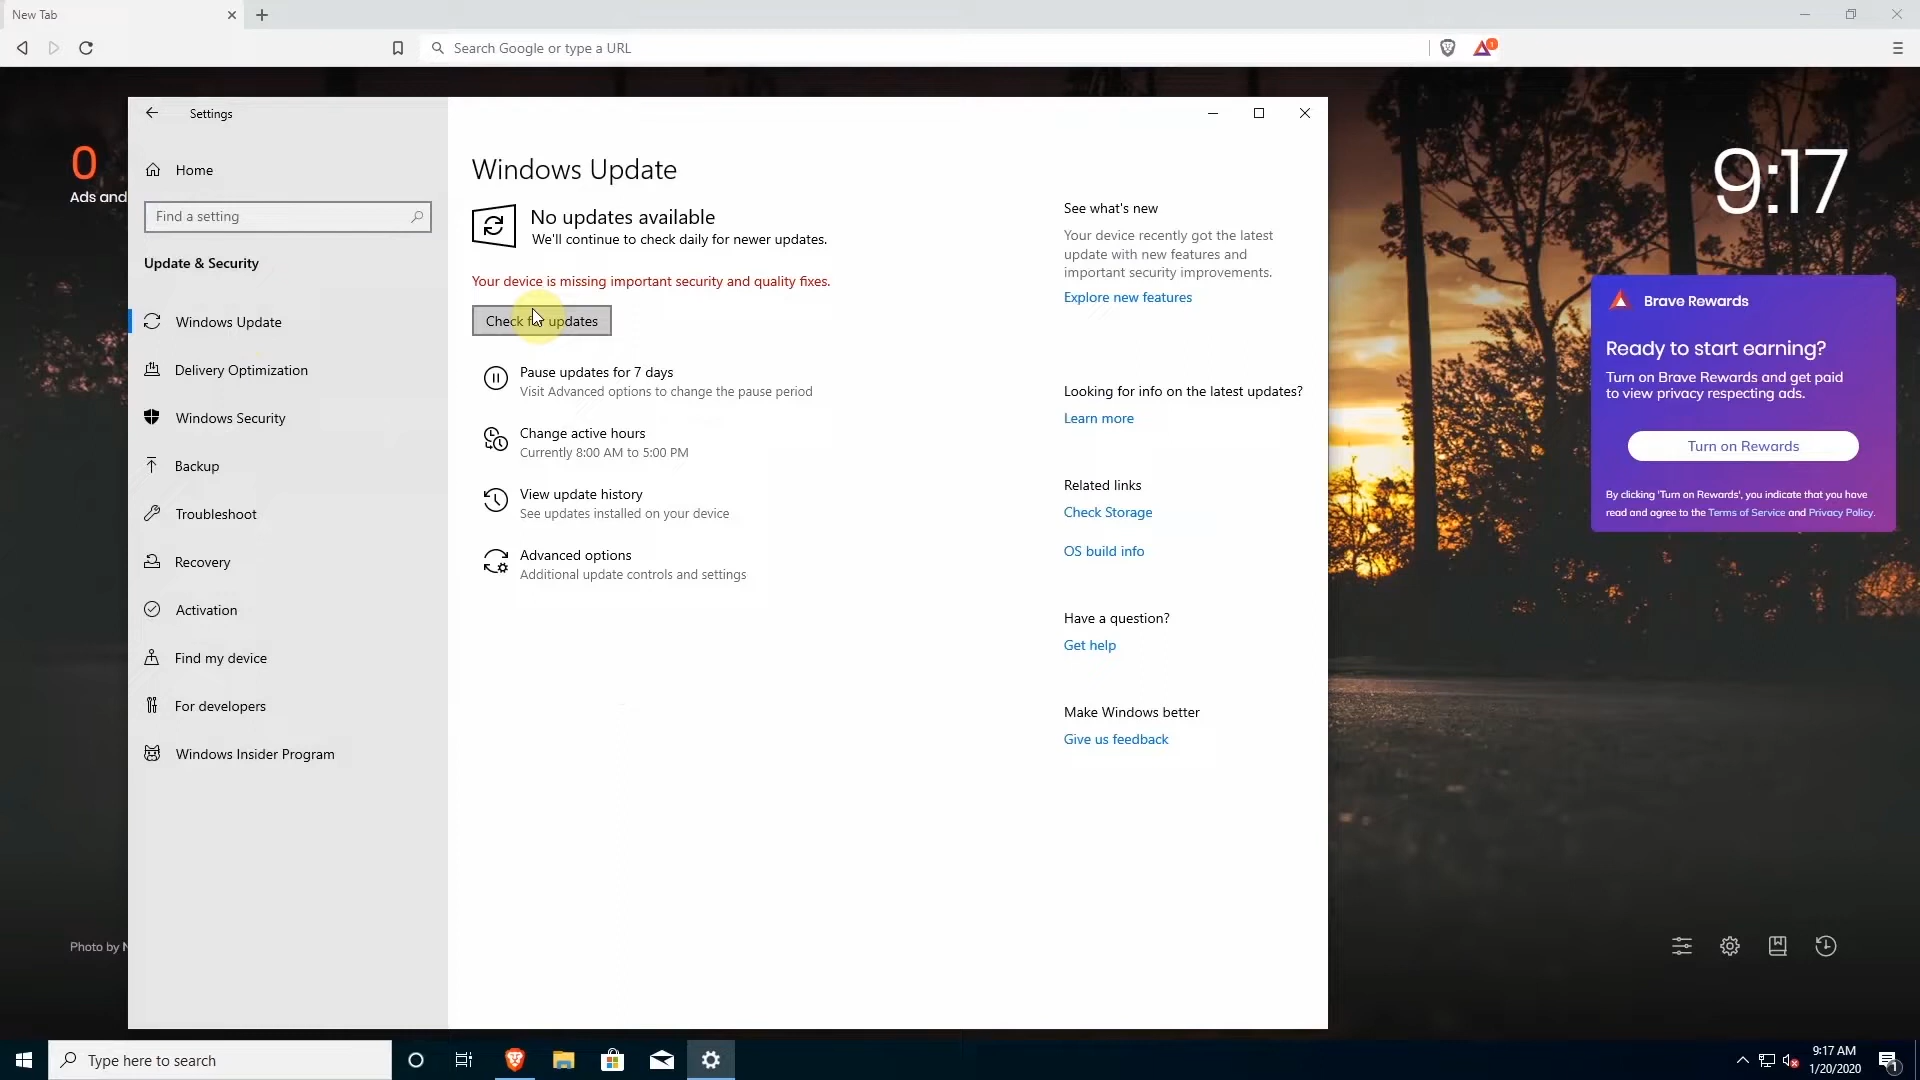 New Tab
Search Google or type a URL
1
Settings
Home
Find a setting
Update & Security
Windows Update
Delivery Optimization
Windows Security
Backup
Troubleshoot
Recovery
Activation
Find my device
For developers
Windows Insider Program
Windows Update
No updates available
We'll continue to check daily for newer updates.
Your device is missing important security and quality fixes.
Check for updates
Pause updates for 7 days
Visit Advanced options to change the pause period
Change active hours
Currently 8:00 AM to 5:00 PM
View update history
See updates installed on your device
Advanced options
Additional update controls and settings
See what's new
Your device recently got the latest
update with new features and
important security improvements.
Explore new features
Looking for info on the latest updates?
Learn more
Related links
Check Storage
OS build info
Have a question?
Get help
Make Windows better
Give us feedback
0
Ads and
Photo by N
9:17
Brave Rewards
Ready to start earning?
Turn on Brave Rewards and get paid
to view privacy respecting ads.
Turn on Rewards
By clicking 'Turn on Rewards', you indicate that you have
read and agree to the Terms of Service and Privacy Policy.
Type here to search
9:17 AM
1/20/2020
1